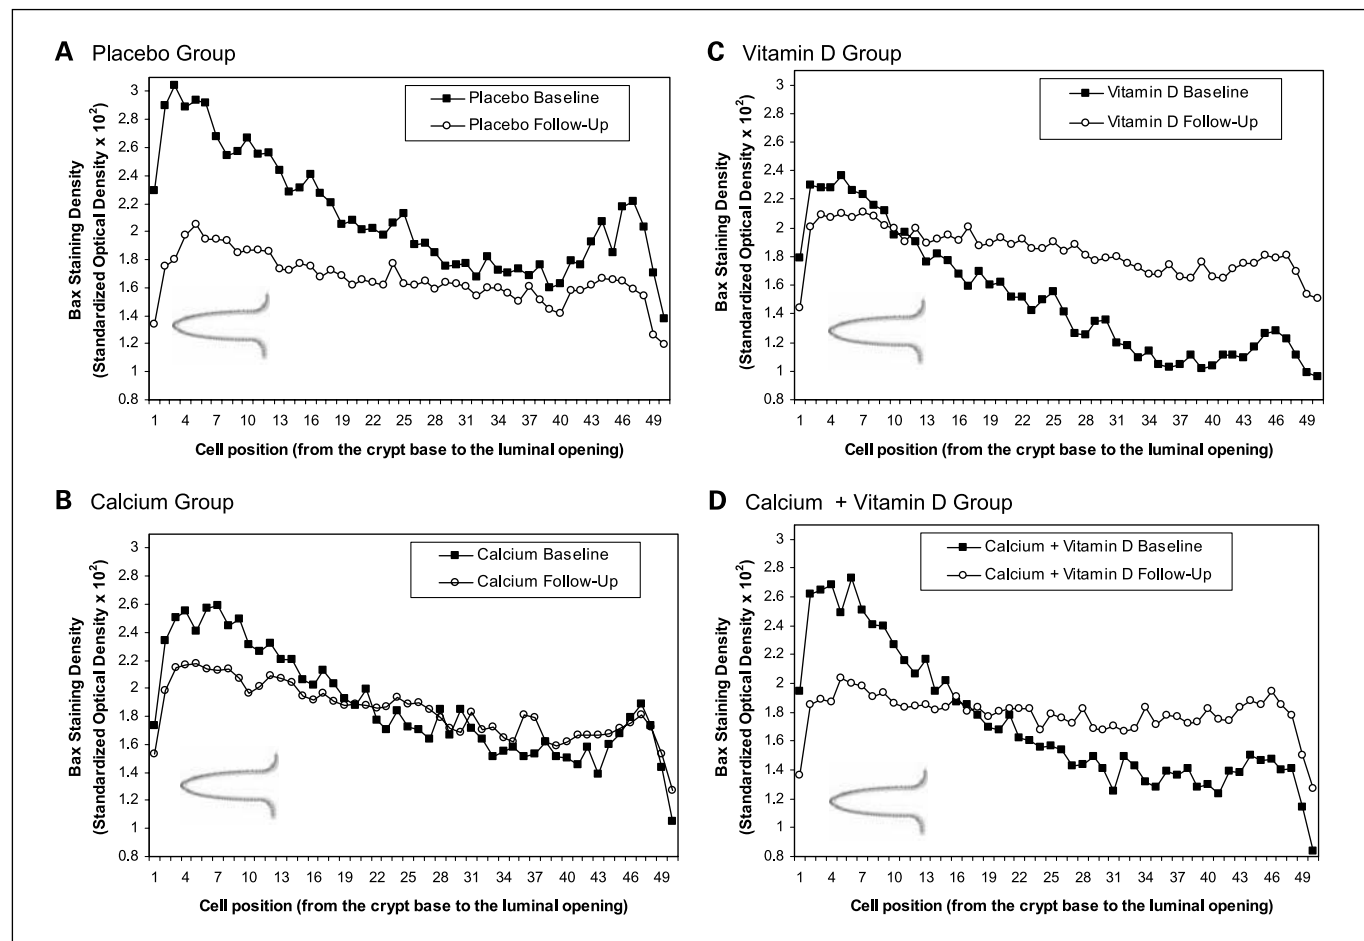 A Placebo Group
3
2.8
2.6
2.4
2.2
2
1.8
1.6
1.4
1.2
1
0.8
Bax Staining Density
(Standardized Optical Density x 10²)
Placebo Baseline
Placebo Follow-Up
1 4 7 10 13 16 19 22 25 28 31 34 37 40 43 46 49
Cell position (from the crypt base to the luminal opening)
B Calcium Group
3
2.8
2.6
2.4
2.2
2
1.8
1.6
1.4
1.2
1
0.8
Bax Staining Density
(Standardized Optical Density x 10²)
Calcium Baseline
Calcium Follow-Up
1 4 7 10 13 16 19 22 25 28 31 34 37 40 43 46 49
Cell position (from the crypt base to the luminal opening)
C Vitamin D Group
3
2.8
2.6
2.4
2.2
2
1.8
1.6
1.4
1.2
1
0.8
Bax Staining Density
(Standardized Optical Density x 10²)
Vitamin D Baseline
Vitamin D Follow-Up
1 4 7 10 13 16 19 22 25 28 31 34 37 40 43 46 49
Cell position (from the crypt base to the luminal opening)
D Calcium + Vitamin D Group
3
2.8
2.6
2.4
2.2
2
1.8
1.6
1.4
1.2
1
0.8
Bax Staining Density
(Standardized Optical Density x 10²)
Calcium + Vitamin D Baseline
Calcium + Vitamin D Follow-Up
1 4 7 10 13 16 19 22 25 28 31 34 37 40 43 46 49
Cell position (from the crypt base to the luminal opening)